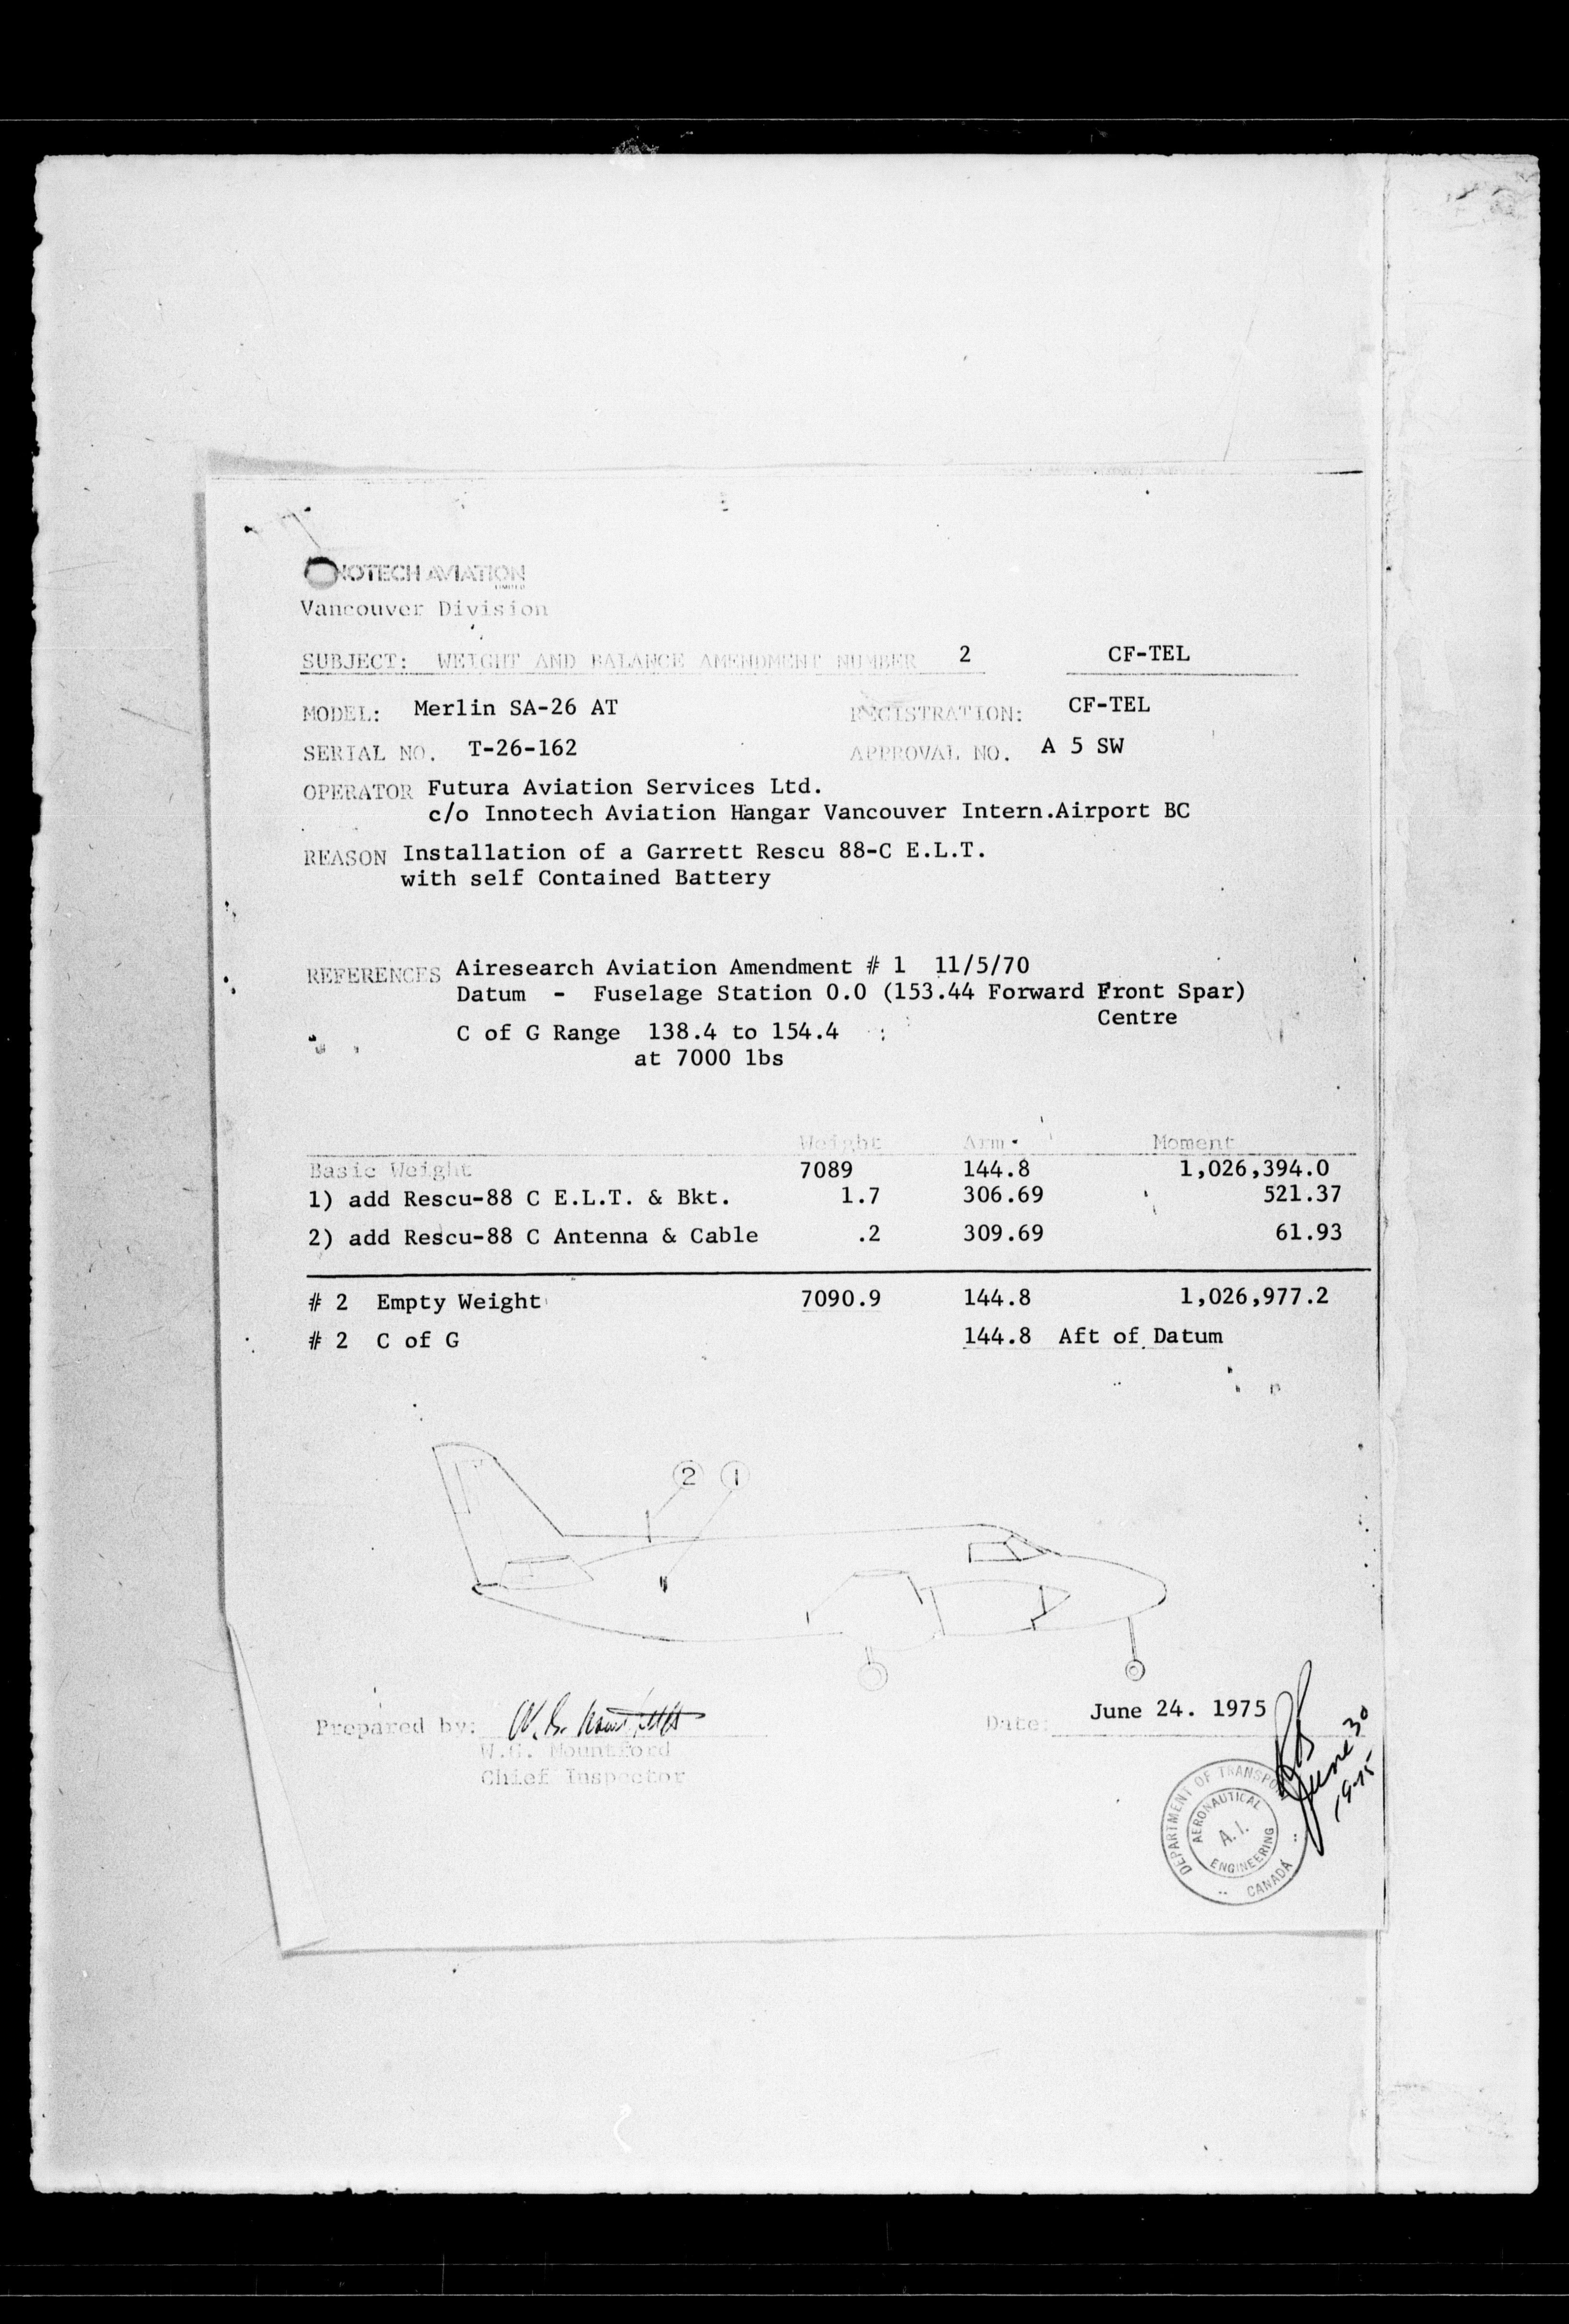 INNOTECH AVIATION
LIMITED
Vancouver Division
SUBJECT: WEIGHT AND BALANCE AMENDMENT NUMBER 2 CF-TEL
MODEL: Merlin SA-26 AT REGISTRATION: CF-TEL
SERIAL NO. T-26-162 APPROVAL NO. A 5 SW
OPERATOR Futura Aviation Services Ltd.
c/o Innotech Aviation Hangar Vancouver Intern.Airport BC
REASON Installation of a Garrett Rescu 88-C E.L.T.
with self Contained Battery
REFERENCES Airesearch Aviation Amendment # 1 11/5/70
Datum - Fuselage Station 0.0 (153.44 Forward Front Spar)
Centre
C of G Range 138.4 to 154.4
at 7000 lbs
Weight Arm Moment
Basic Weight 7089 144.8 1,026,394.0
1) add Rescu-88 C E.L.T. & Bkt. 1.7 306.69 521.37
2) add Rescu-88 C Antenna & Cable .2 309.69 61.93
# 2 Empty Weight 7090.9 144.8 1,026,977.2
# 2 C of G 144.8 Aft of Datum
2 1
Prepared by: Date: June 24. 1975
W.G. Mountford
Chief Inspector
June 30
1975
DEPARTMENT OF TRANSPORT
AERONAUTICAL
A.I.
ENGINEERING
CANADA